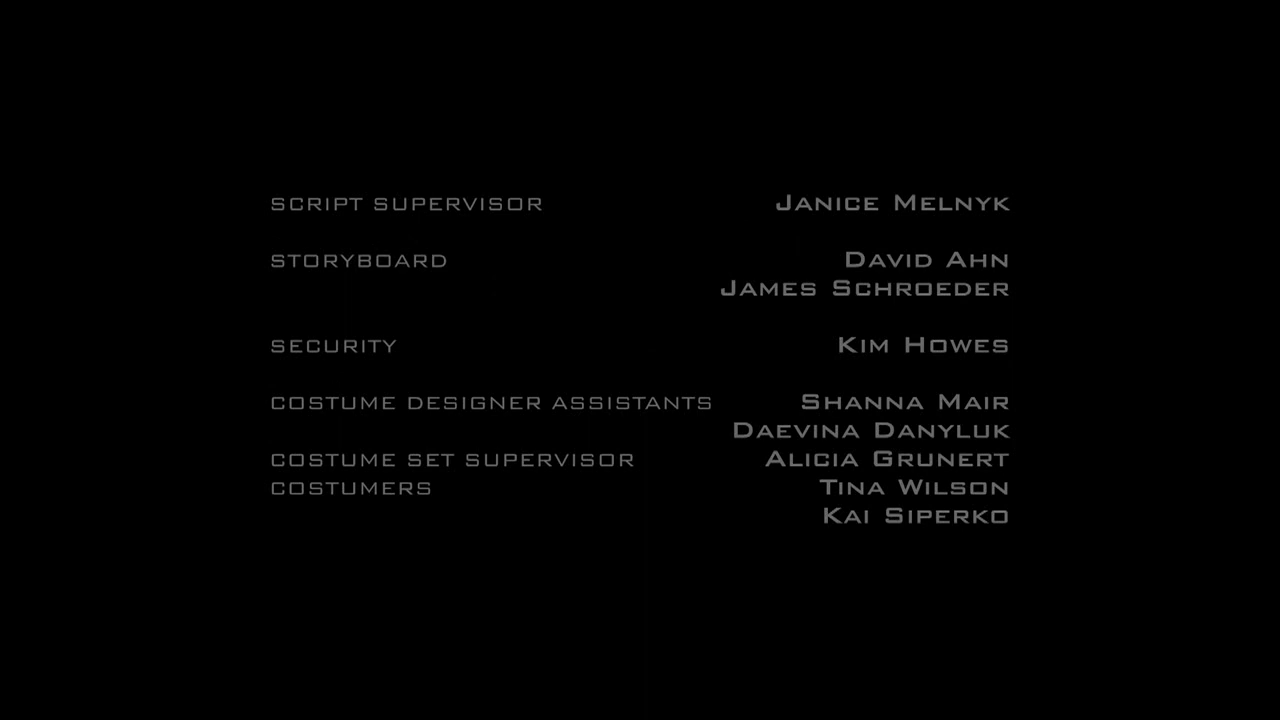 SCRIPT SUPERVISOR JANICE MELNYK
STORYBOARD DAVID AHN
JAMES SCHROEDER
SECURITY KIM HOWES
COSTUME DESIGNER ASSISTANTS SHANNA MAIR
DAEVINA DANYLUK
COSTUME SET SUPERVISOR ALICIA GRUNERT
COSTUMERS TINA WILSON
KAI SIPERKO